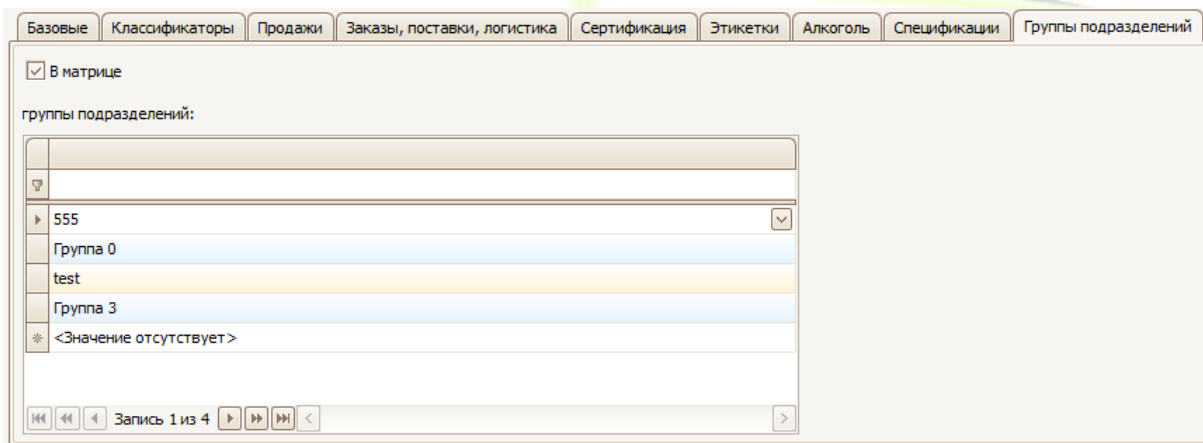 Базовые Классификаторы Продажи Заказы, поставки, логистика Сертификация Этикетки Алкоголь Спецификации Группы подразделений
В матрице
группы подразделений:
555
Группа 0
test
Группа 3
<Значение отсутствует>
Запись 1 из 4